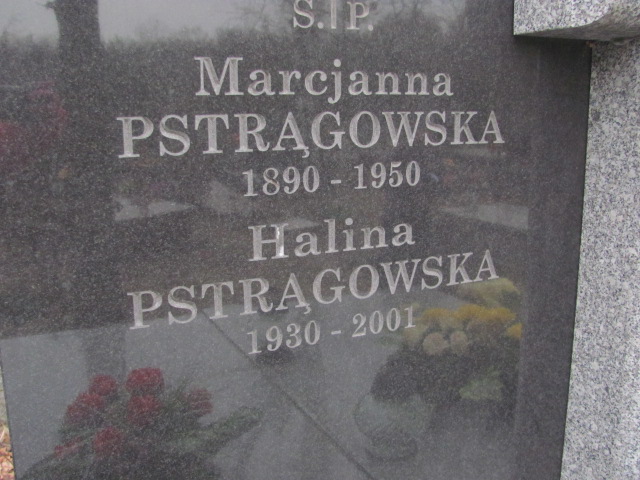 Ś.†P.
Marcjanna
PSTRĄGOWSKA
1890 - 1950
Halina
PSTRĄGOWSKA
1930 - 2001